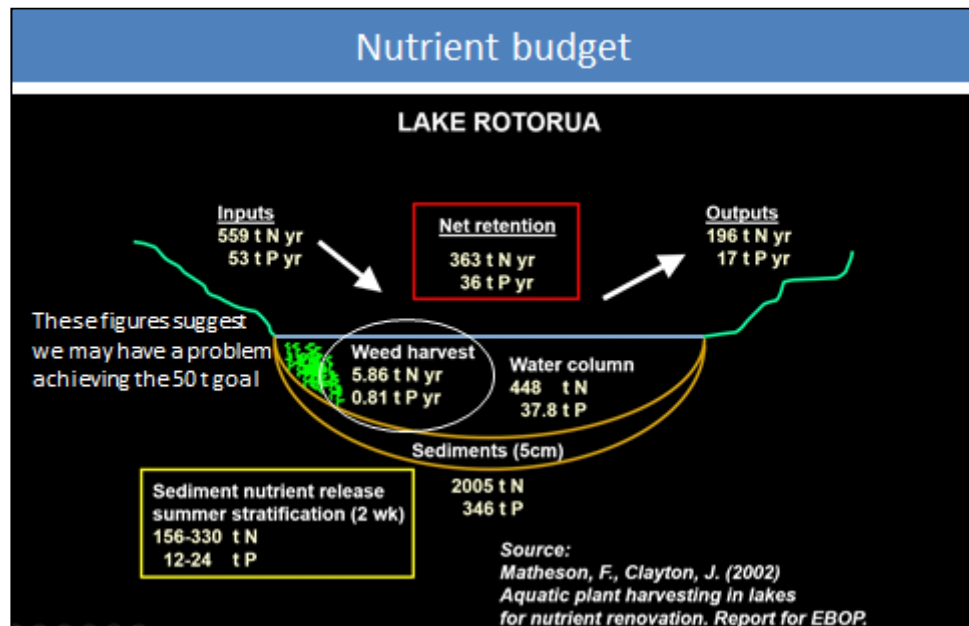 Nutrient budget
LAKE ROTORUA
Inputs
559 t N yr
53 t P yr
Net retention
363 t N yr
36 t P yr
Outputs
196 t N yr
17 t P yr
These figures suggest
we may have a problem
achieving the 50 t goal
Weed harvest
5.86 t N yr
0.81 t P yr
Water column
448 t N
37.8 t P
Sediments (5cm)
2005 t N
346 t P
Sediment nutrient release
summer stratification (2 wk)
156-330 t N
12-24 t P
Source:
Matheson, F., Clayton, J. (2002)
Aquatic plant harvesting in lakes
for nutrient renovation. Report for EBOP.